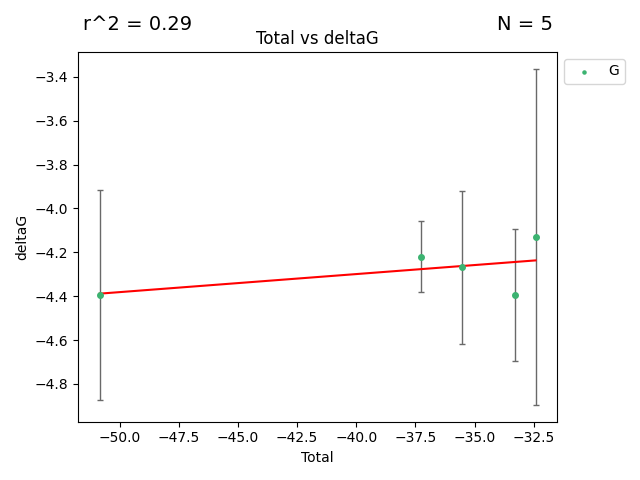 r^2 = 0.29
N = 5
Total vs deltaG
G
−3.4
−3.6
−3.8
−4.0
−4.2
−4.4
−4.6
−4.8
deltaG
−50.0
−47.5
−45.0
−42.5
−40.0
−37.5
−35.0
−32.5
Total